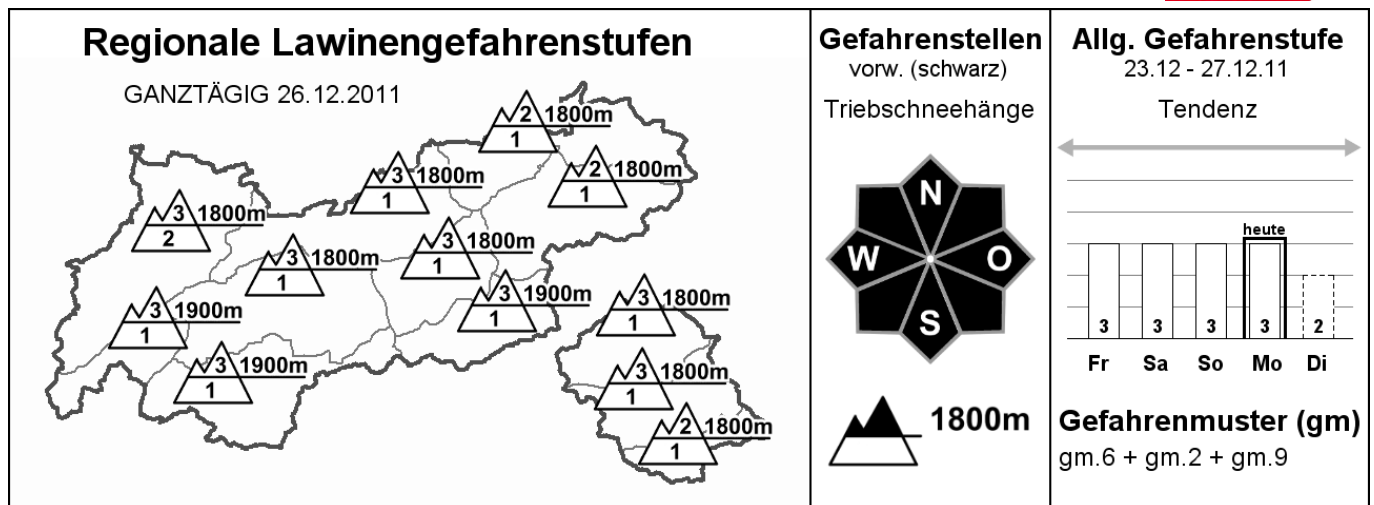 Regionale Lawinengefahrenstufen
GANZTÄGIG 26.12.2011
2 1800m
1
3 1800m
1
2 1800m
1
3 1800m
2
3 1800m
1
3 1800m
1
3 1900m
1
3 1900m
1
3 1800m
1
3 1900m
1
3 1800m
1
2 1800m
1
Gefahrenstellen
vorw. (schwarz)
Triebschneehänge
N
W O
S
1800m
Allg. Gefahrenstufe
23.12 - 27.12.11
Tendenz
heute
3 3 3 3 2
Fr Sa So Mo Di
Gefahrenmuster (gm)
gm.6 + gm.2 + gm.9